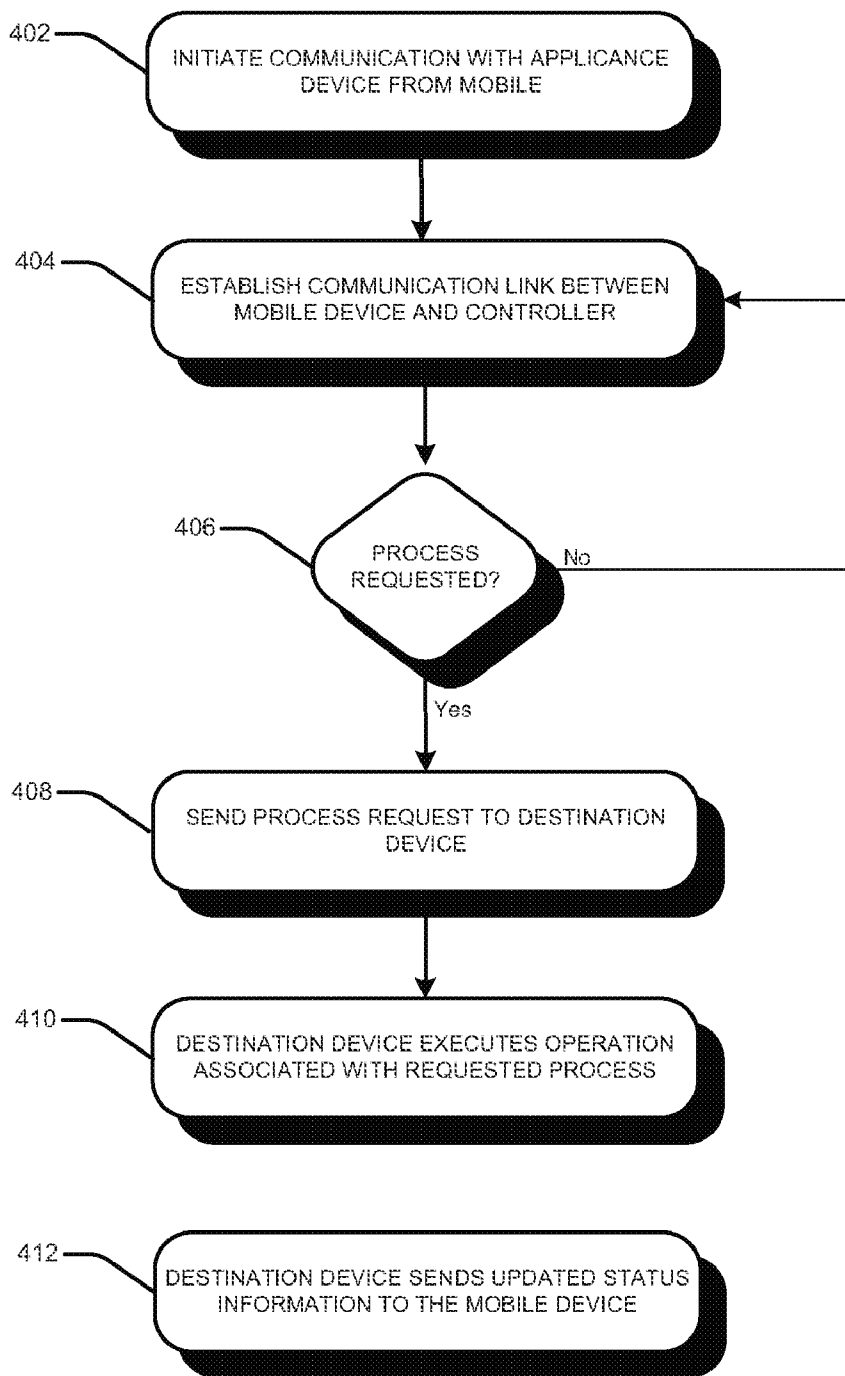 402
INITIATE COMMUNICATION WITH APPLICANCE
DEVICE FROM MOBILE
404
ESTABLISH COMMUNICATION LINK BETWEEN
MOBILE DEVICE AND CONTROLLER
406
PROCESS
REQUESTED?
No
Yes
408
SEND PROCESS REQUEST TO DESTINATION
DEVICE
410
DESTINATION DEVICE EXECUTES OPERATION
ASSOCIATED WITH REQUESTED PROCESS
412
DESTINATION DEVICE SENDS UPDATED STATUS
INFORMATION TO THE MOBILE DEVICE